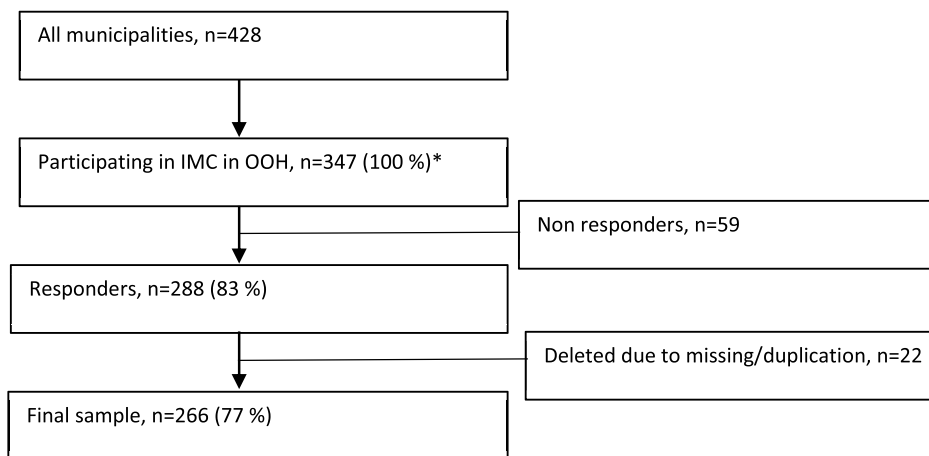 All municipalities, n=428
Participating in IMC in OOH, n=347 (100 %)*
Non responders, n=59
Responders, n=288 (83 %)
Deleted due to missing/duplication, n=22
Final sample, n=266 (77 %)